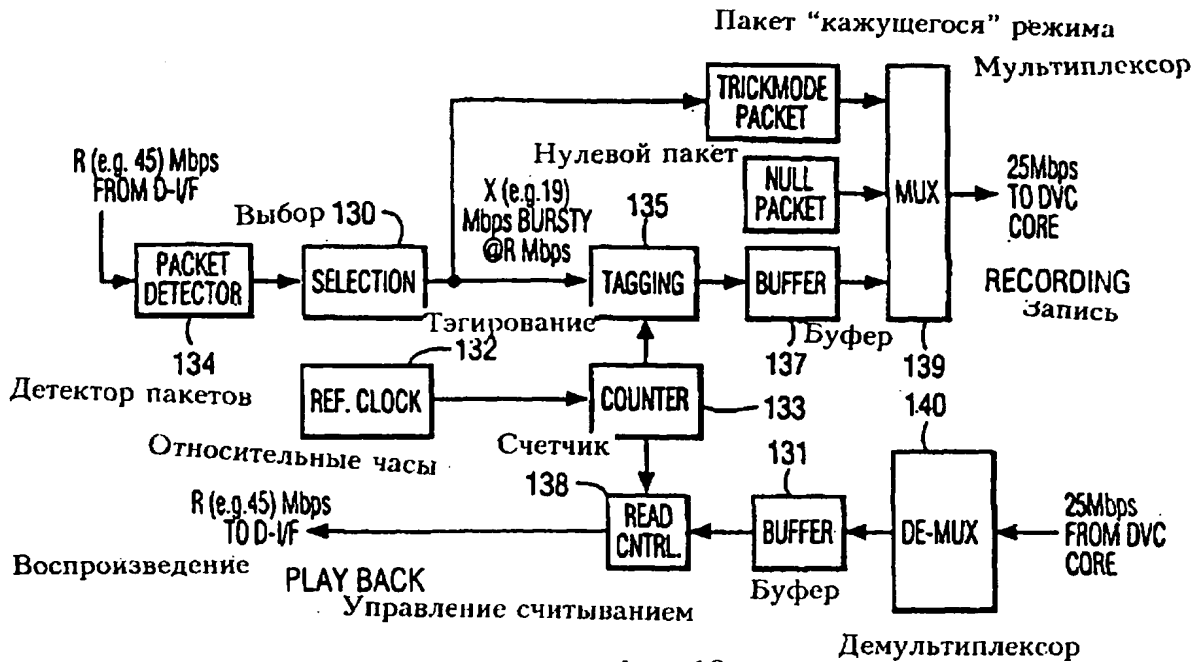 Пакет “кажущегося” режима
Мультиплексор
TRICKMODE
PACKET
Нулевой пакет
R (e.g. 45) Mbps
FROM D-I/F
X (e.g.19)
Mbps BURSTY
@R Mbps
Выбор 130
135
NULL
PACKET
MUX
25Mbps
TO DVC
CORE
PACKET
DETECTOR
SELECTION
TAGGING
BUFFER
RECORDING
Запись
Тэгирование
Буфер
134
132
137
139
Детектор пакетов
REF. CLOCK
COUNTER
133
140
Относительные часы
Счетчик
131
138
R (e.g.45) Mbps
TO D-I/F
READ
CNTRL.
BUFFER
DE-MUX
25Mbps
FROM DVC
CORE
Воспроизведение
PLAY BACK
Буфер
Управление считыванием
Демультиплексор